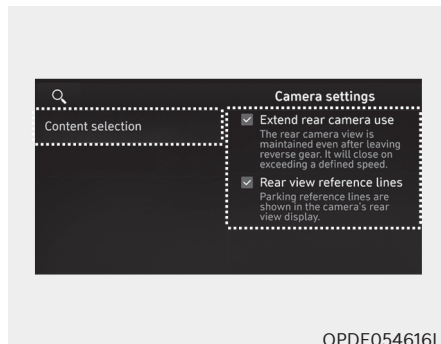 Camera settings
Content selection
Extend rear camera use
The rear camera view is
maintained even after leaving
reverse gear. It will close on
exceeding a defined speed.
Rear view reference lines
Parking reference lines are
shown in the camera's rear
view display.